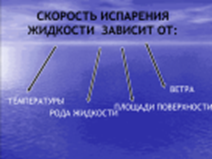 СКОРОСТЬ ИСПАРЕНИЯ
ЖИДКОСТИ ЗАВИСИТ ОТ:
ТЕМПЕРАТУРЫ
РОДА ЖИДКОСТИ
ПЛОЩАДИ ПОВЕРХНОСТИ
ВЕТРА